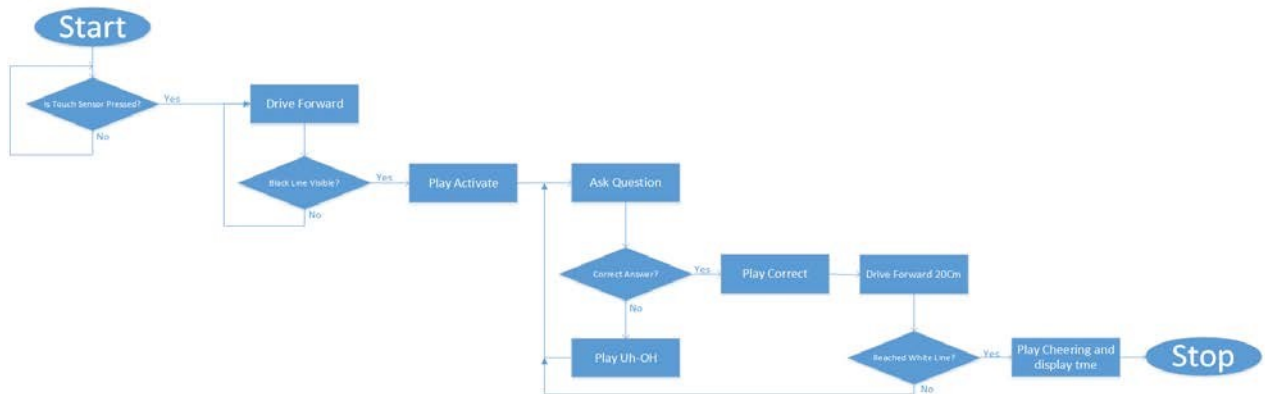 Start
Is Touch Sensor Pressed?
Yes
No
Drive Forward
Black Line Visible?
Yes
No
Play Activate
Ask Question
Correct Answer?
Yes
No
Play Uh-OH
Play Correct
Drive Forward 20Cm
Reached White Line?
Yes
No
Play Cheering and
display tme
Stop